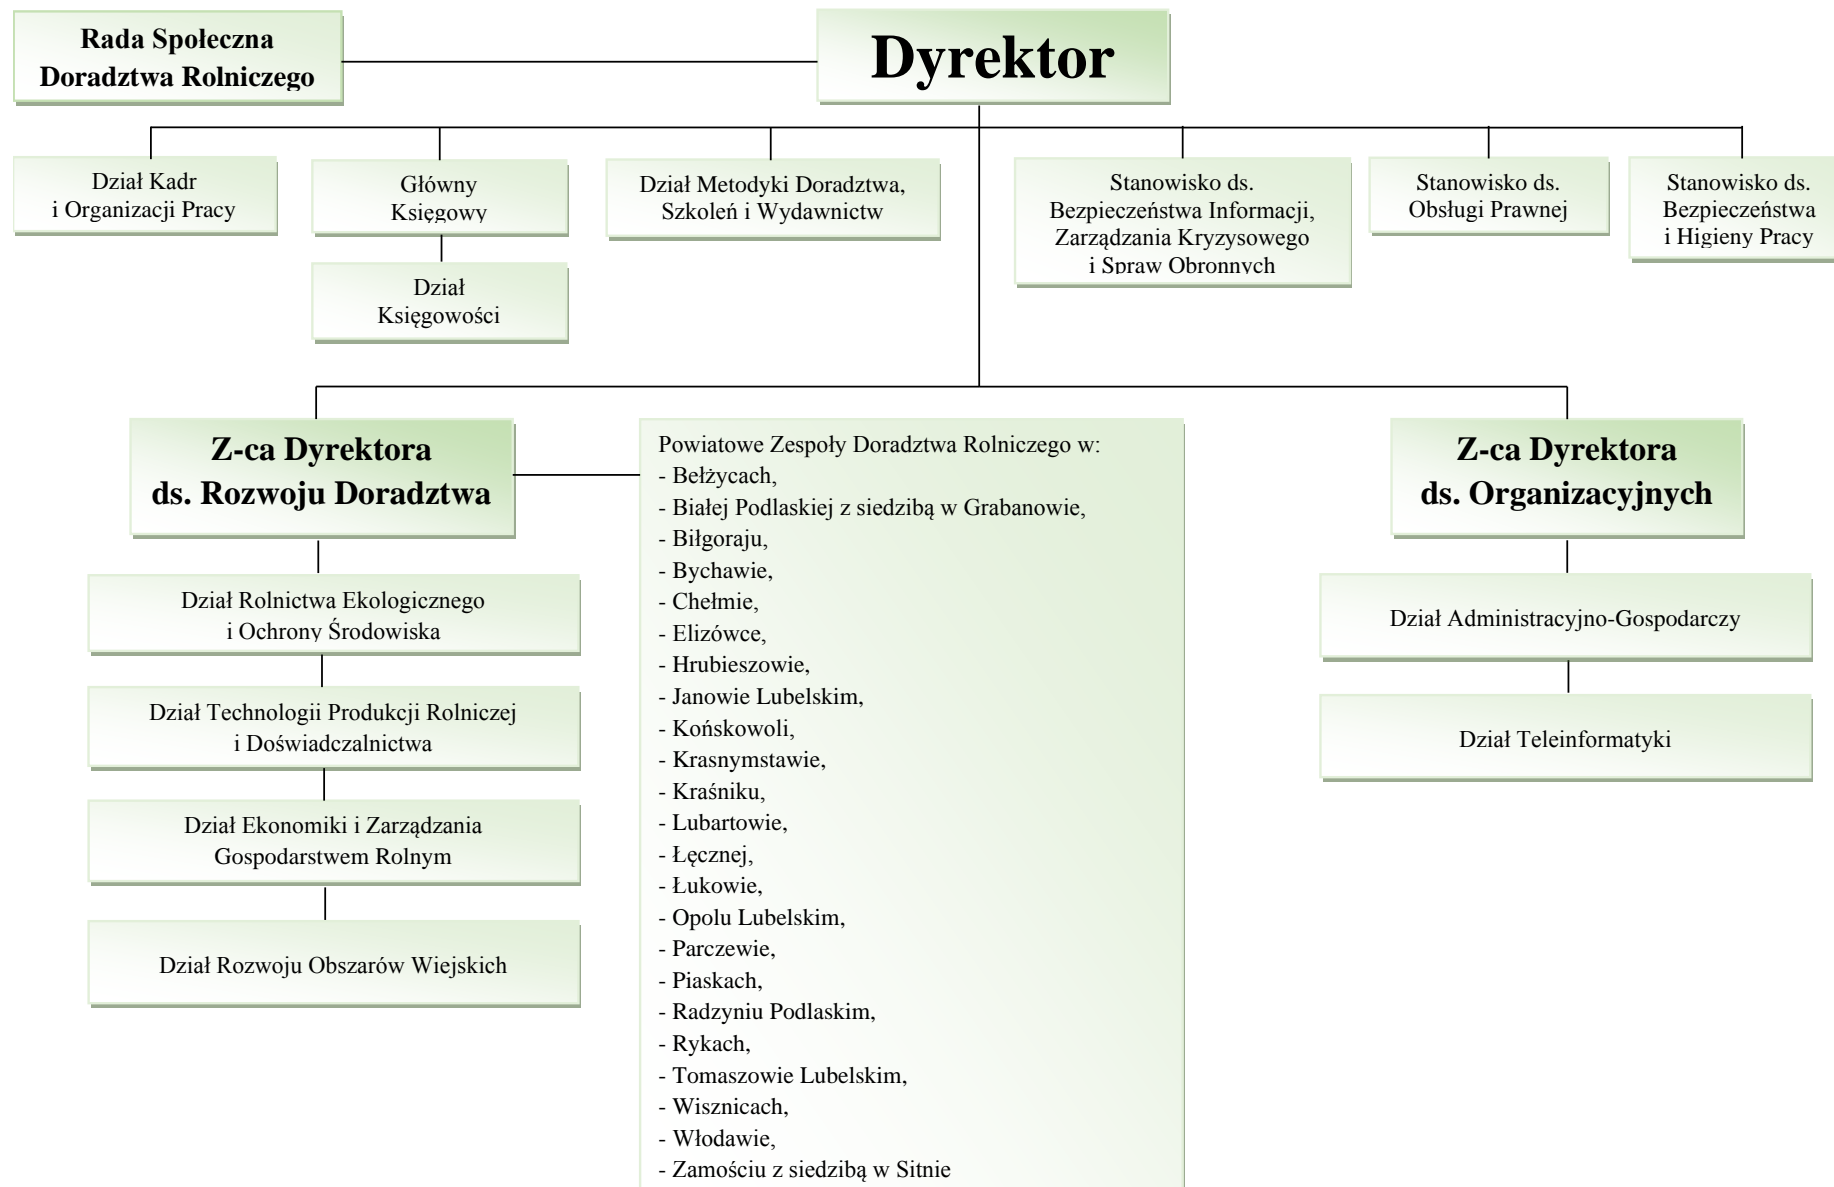 Rada Społeczna
Doradztwa Rolniczego
Dyrektor
Dział Kadr
i Organizacji Pracy
Główny
Księgowy
Dział
Księgowości
Dział Metodyki Doradztwa,
Szkoleń i Wydawnictw
Stanowisko ds.
Bezpieczeństwa Informacji,
Zarządzania Kryzysowego
i Spraw Obronnych
Stanowisko ds.
Obsługi Prawnej
Stanowisko ds.
Bezpieczeństwa
i Higieny Pracy
Z-ca Dyrektora
ds. Rozwoju Doradztwa
Dział Rolnictwa Ekologicznego
i Ochrony Środowiska
Dział Technologii Produkcji Rolniczej
i Doświadczalnictwa
Dział Ekonomiki i Zarządzania
Gospodarstwem Rolnym
Dział Rozwoju Obszarów Wiejskich
Powiatowe Zespoły Doradztwa Rolniczego w:
- Bełżycach,
- Białej Podlaskiej z siedzibą w Grabanowie,
- Biłgoraju,
- Bychawie,
- Chełmie,
- Elizówce,
- Hrubieszowie,
- Janowie Lubelskim,
- Końskowoli,
- Krasnymstawie,
- Kraśniku,
- Lubartowie,
- Łęcznej,
- Łukowie,
- Opolu Lubelskim,
- Parczewie,
- Piaskach,
- Radzyniu Podlaskim,
- Rykach,
- Tomaszowie Lubelskim,
- Wisznicach,
- Włodawie,
- Zamościu z siedzibą w Sitnie
Z-ca Dyrektora
ds. Organizacyjnych
Dział Administracyjno-Gospodarczy
Dział Teleinformatyki